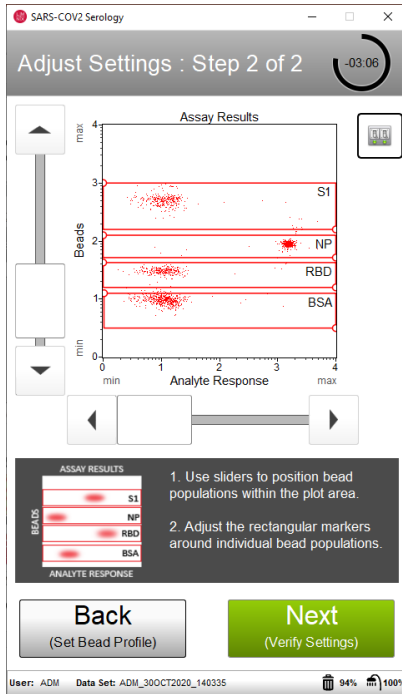 SARS-COV2 Serology
Adjust Settings : Step 2 of 2
-03:06
Assay Results
max
4
3
2
1
0
min
Beads
S1
NP
RBD
BSA
0 1 2 3 4
min Analyte Response max
ASSAY RESULTS
BEADS
S1
NP
RBD
BSA
ANALYTE RESPONSE
1. Use sliders to position bead
populations within the plot area.
2. Adjust the rectangular markers
around individual bead populations.
Back
(Set Bead Profile)
Next
(Verify Settings)
User: ADM Data Set: ADM_30OCT2020_140335 94% 100%